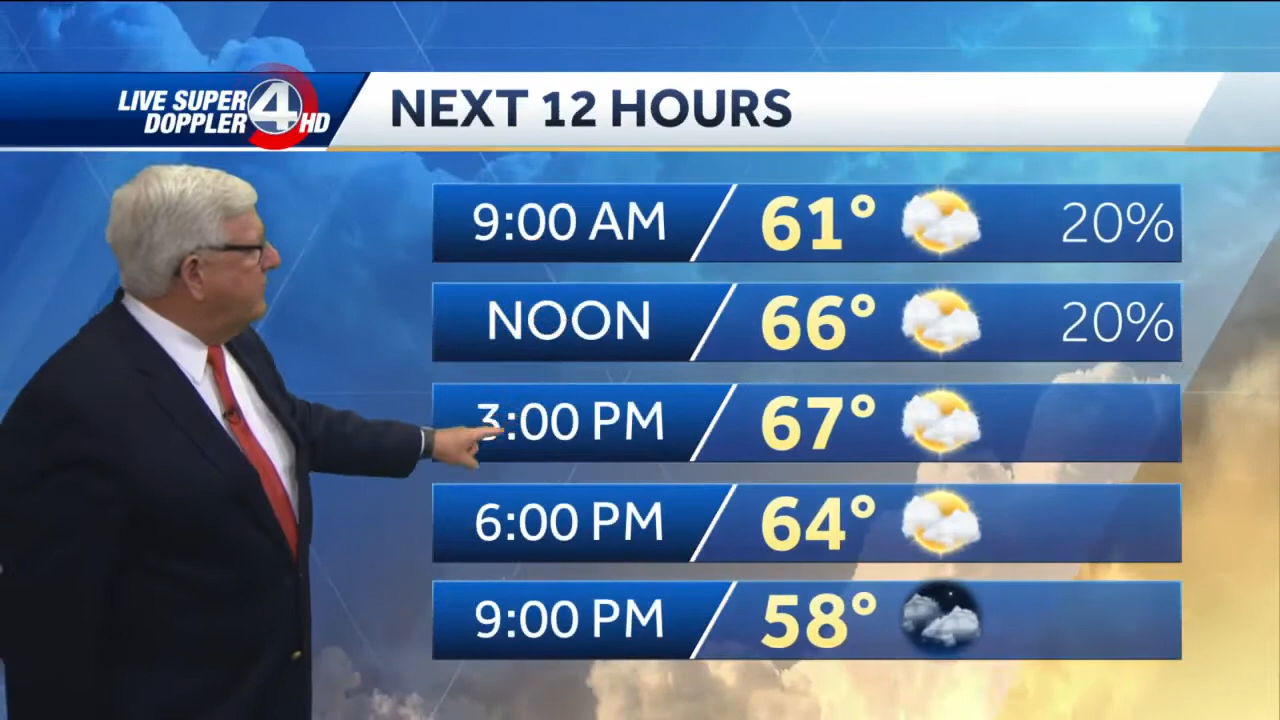 LIVE SUPER
DOPPLER 4 HD
NEXT 12 HOURS
9:00 AM 61° 20%
NOON 66° 20%
3:00 PM 67°
6:00 PM 64°
9:00 PM 58°